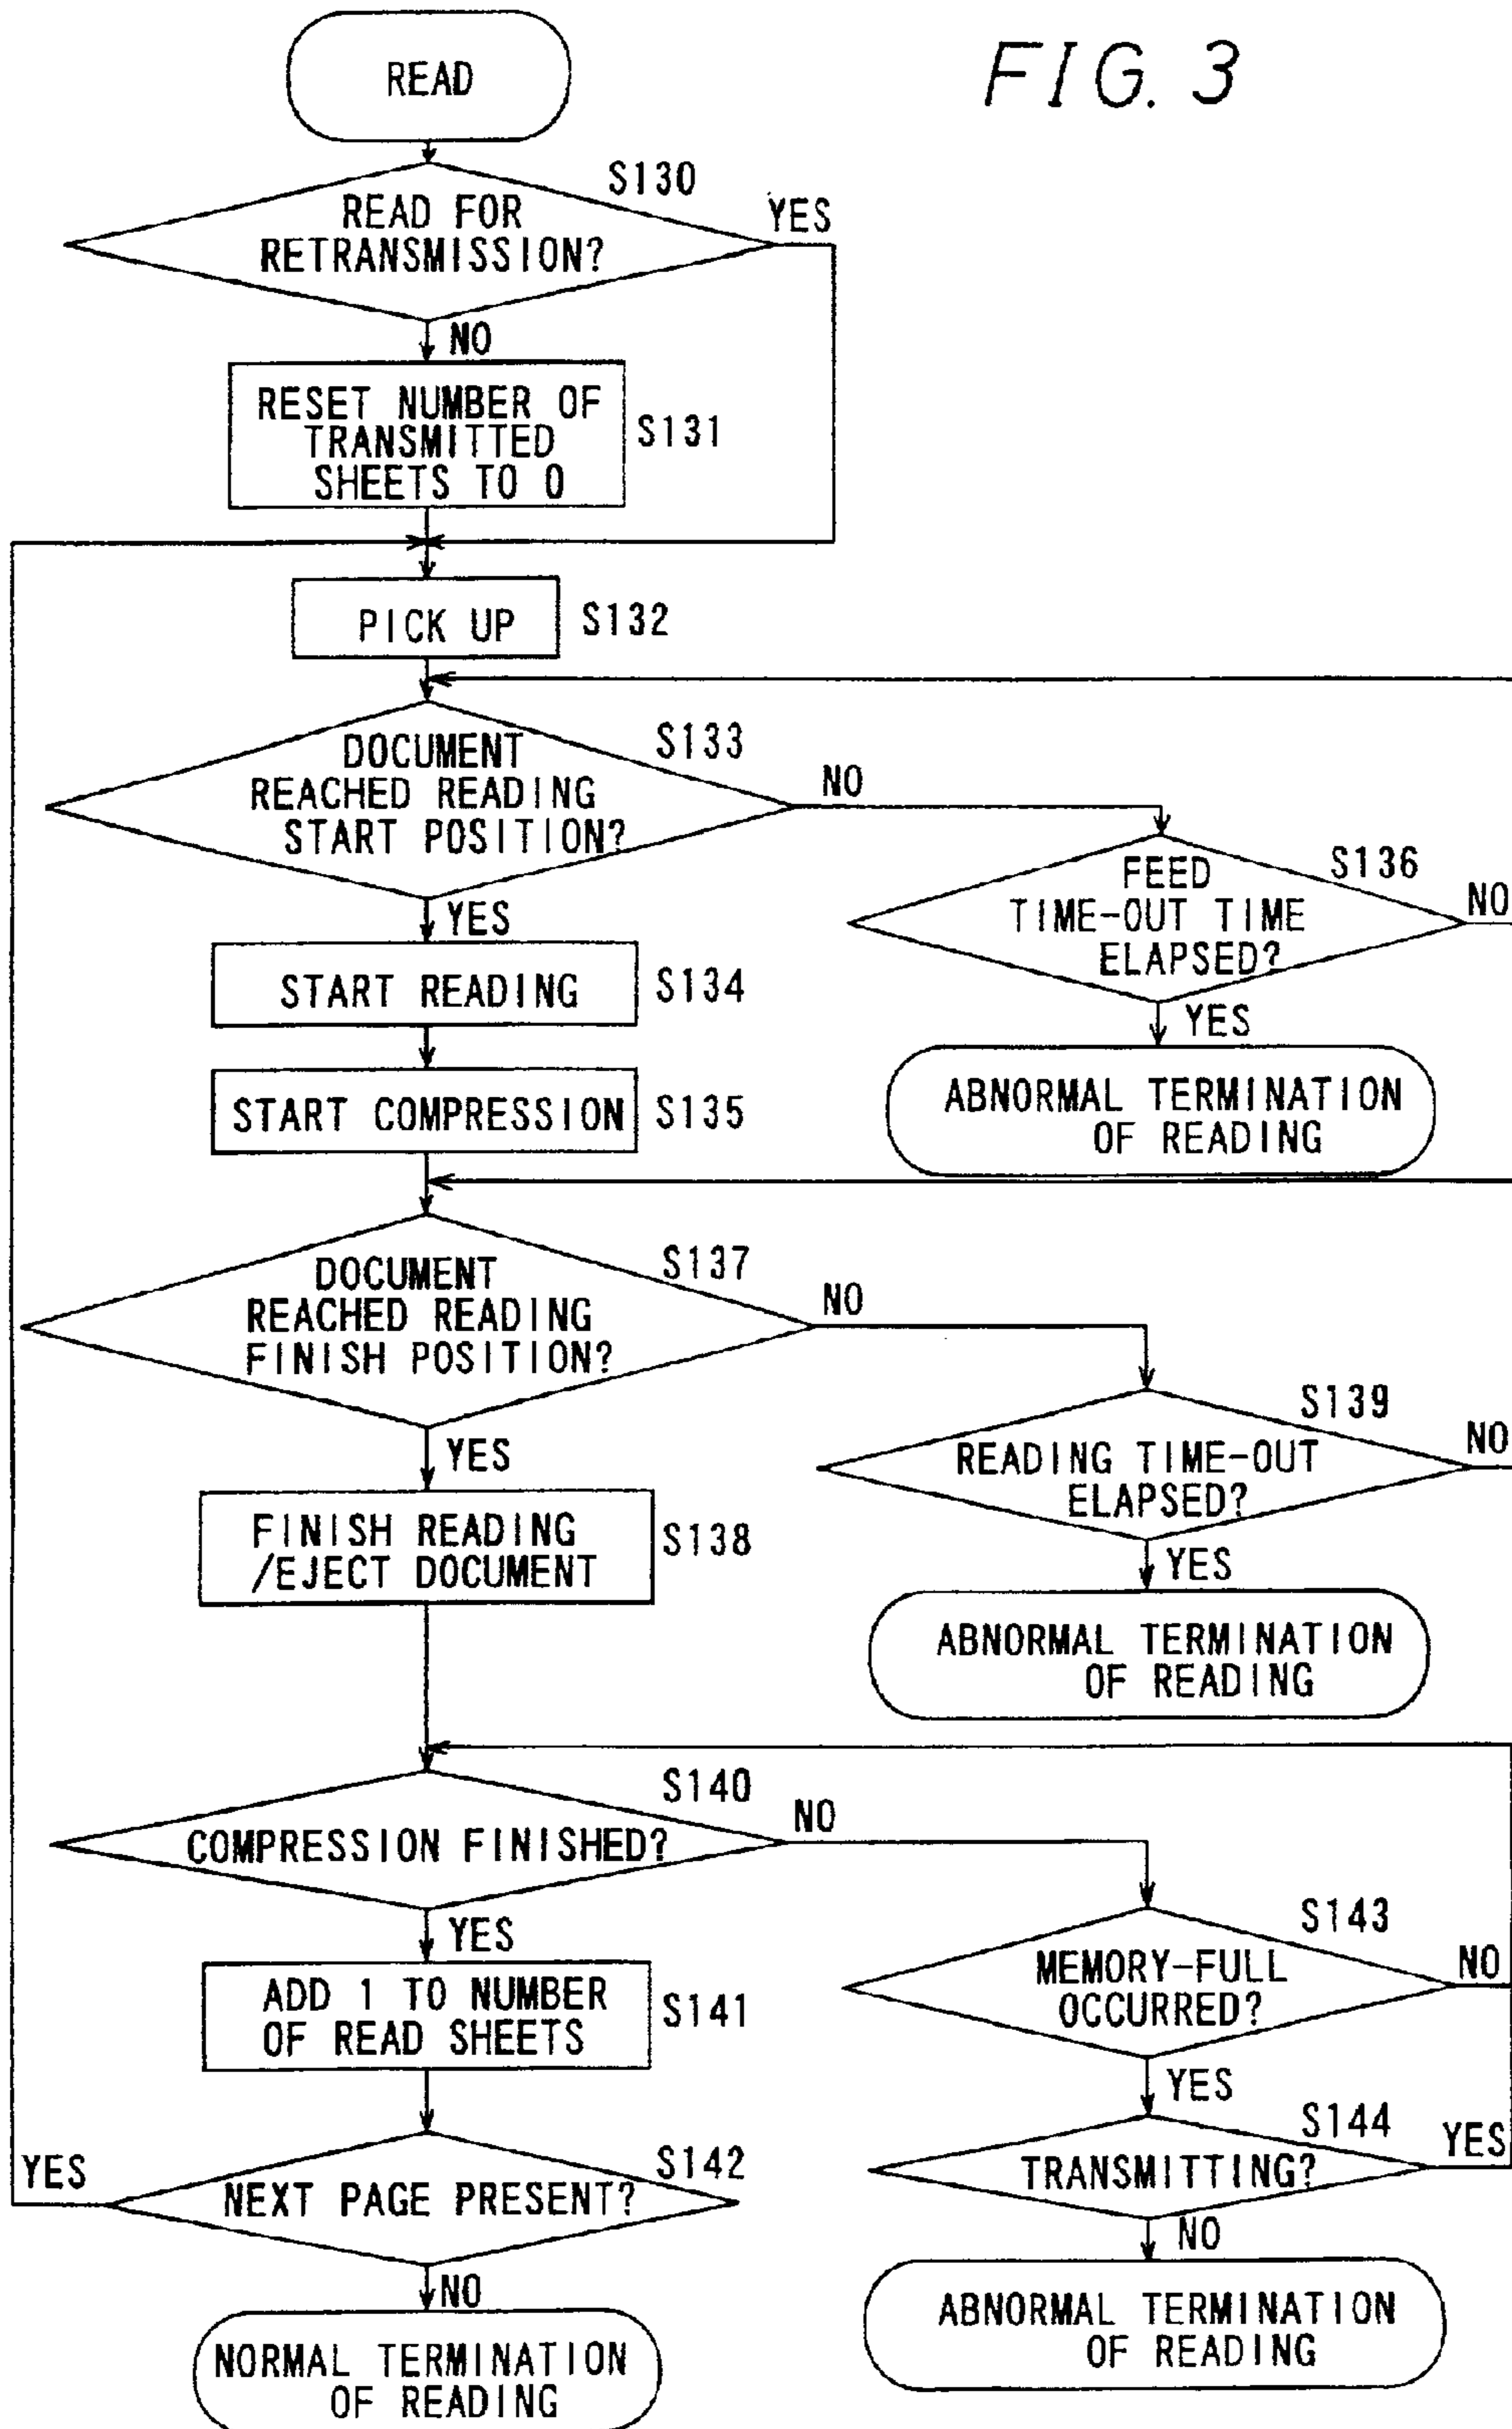 FIG. 3
READ
S130
READ FOR
RETRANSMISSION?
YES
NO
RESET NUMBER OF
TRANSMITTED
SHEETS TO 0
S131
PICK UP
S132
DOCUMENT
REACHED READING
START POSITION?
S133
NO
YES
FEED
TIME-OUT TIME
ELAPSED?
S136
NO
YES
ABNORMAL TERMINATION
OF READING
START READING
S134
START COMPRESSION
S135
DOCUMENT
REACHED READING
FINISH POSITION?
S137
NO
YES
READING TIME-OUT
ELAPSED?
S139
NO
YES
ABNORMAL TERMINATION
OF READING
FINISH READING
/EJECT DOCUMENT
S138
COMPRESSION FINISHED?
S140
NO
YES
MEMORY-FULL
OCCURRED?
S143
NO
YES
ADD 1 TO NUMBER
OF READ SHEETS
S141
TRANSMITTING?
S144
YES
NO
ABNORMAL TERMINATION
OF READING
NEXT PAGE PRESENT?
S142
YES
NO
NORMAL TERMINATION
OF READING